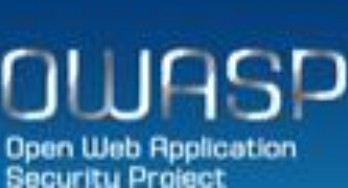 OWASP
Open Web Application
Security Project